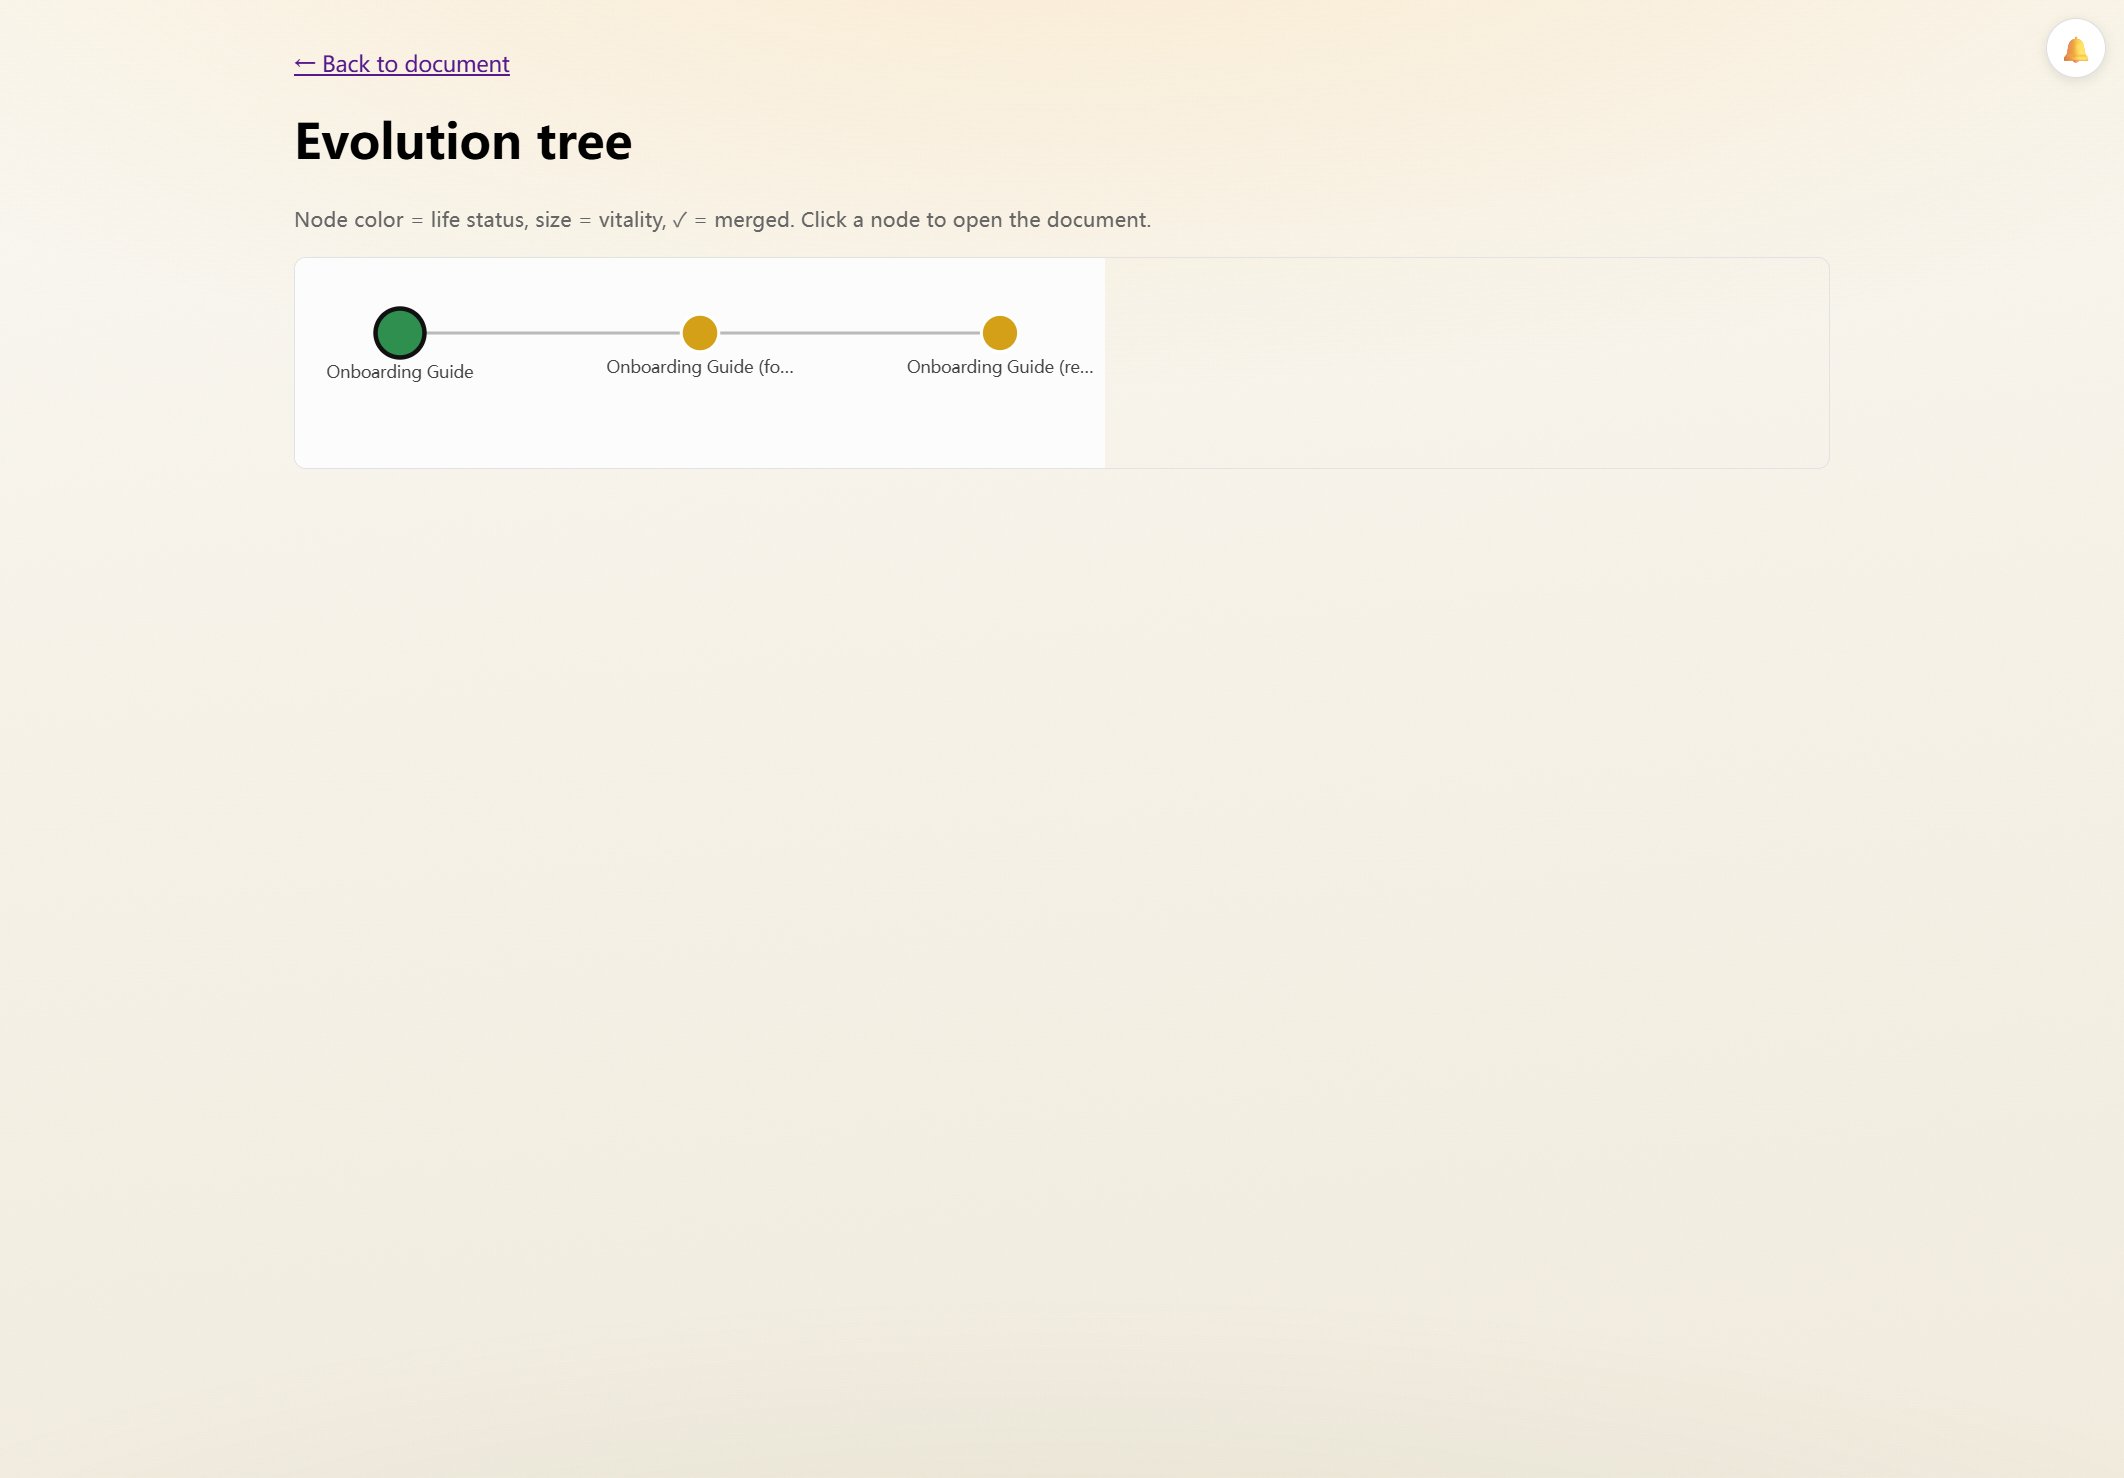 ← Back to document
Evolution tree
Node color = life status, size = vitality, ✓ = merged. Click a node to open the document.
Onboarding Guide
Onboarding Guide (fo...
Onboarding Guide (re...